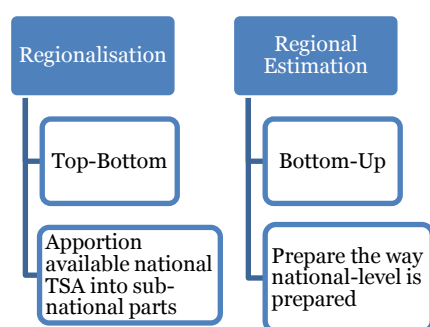 Regionalisation
Top-Bottom
Apportion
available national
TSA into sub-
national parts
Regional
Estimation
Bottom-Up
Prepare the way
national-level is
prepared